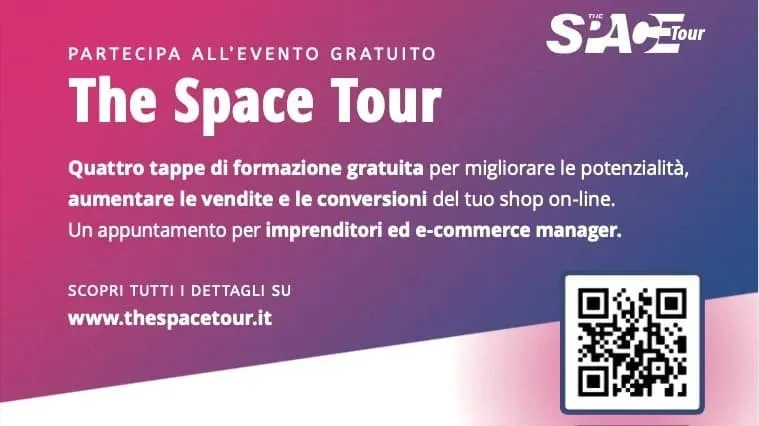 THE
SPACE Tour
PARTECIPA ALL'EVENTO GRATUITO
The Space Tour
Quattro tappe di formazione gratuita per migliorare le potenzialità,
aumentare le vendite e le conversioni del tuo shop on-line.
Un appuntamento per imprenditori ed e-commerce manager.
SCOPRI TUTTI I DETTAGLI SU
www.thespacetour.it